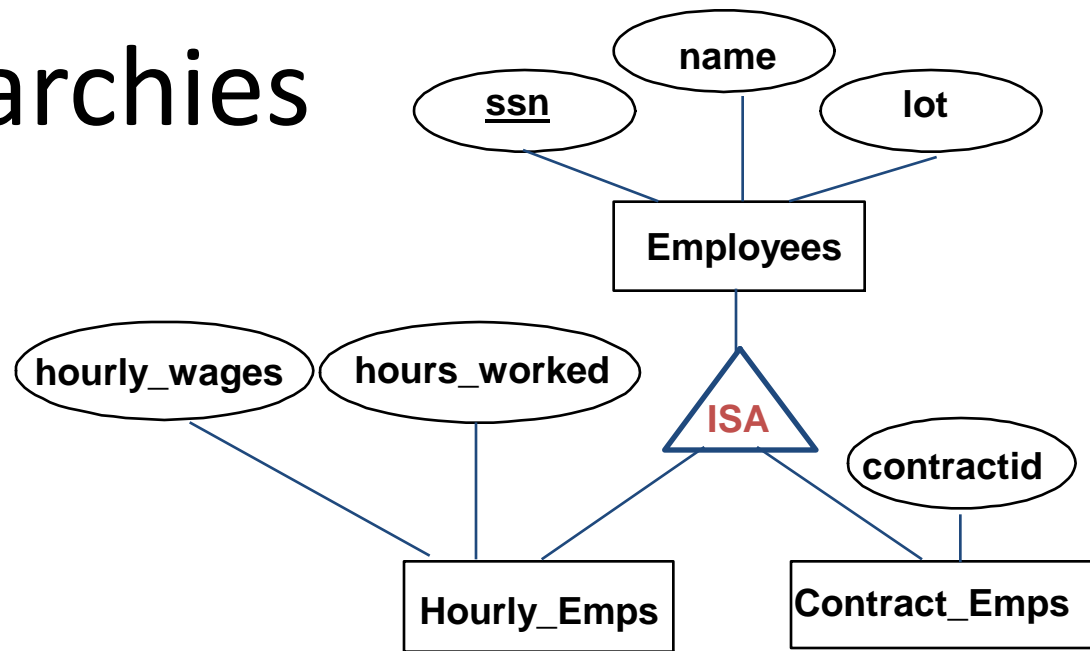 archies
name
ssn
lot
Employees
hourly_wages
hours_worked
ISA
contractid
Hourly_Emps
Contract_Emps